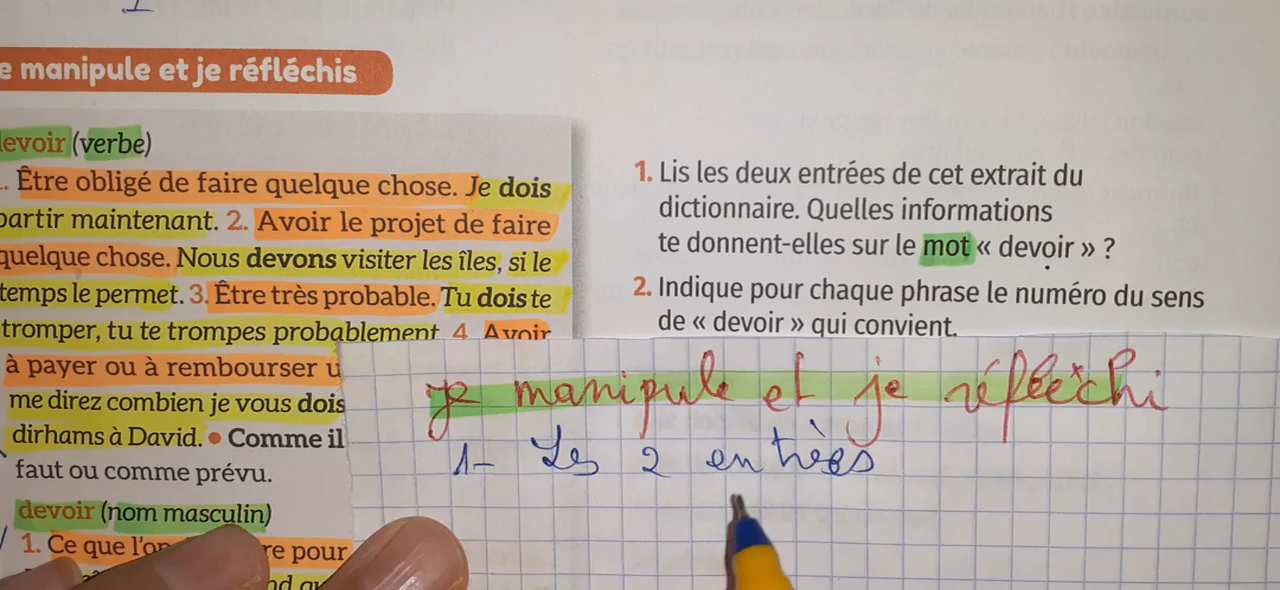 e manipule et je réfléchis
evoir (verbe)
. Être obligé de faire quelque chose. Je dois
partir maintenant. 2. Avoir le projet de faire
quelque chose. Nous devons visiter les îles, si le
temps le permet. 3. Être très probable. Tu dois te
tromper, tu te trompes probablement 4. Avoir
à payer ou à rembourser u
me direz combien je vous dois
dirhams à David. • Comme il
faut ou comme prévu.
devoir (nom masculin)
1. Ce que l'on re pour
1. Lis les deux entrées de cet extrait du
dictionnaire. Quelles informations
te donnent-elles sur le mot « devoir » ?
2. Indique pour chaque phrase le numéro du sens
de « devoir » qui convient.
je manipule et je réfléchi
1- Les 2 entrèes